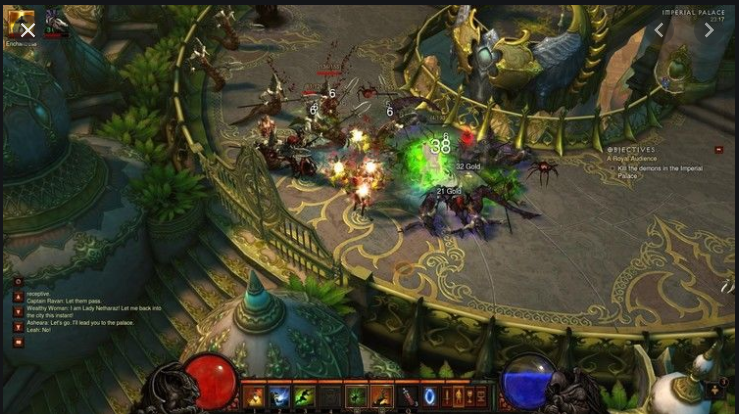 IMPERIAL PALACE
23:17
Enchantress
6
6
6
6
38
32 Gold
21 Gold
OBJECTIVES
A Royal Audience
Kill the demons in the Imperial
Palace
receptive.
Captain Ravan: Let them pass.
Wealthy Woman: I am Lady Netharazi! Let me back into
the city this instant!
Asheara: Let's go. I'll lead you to the palace.
Leah: No!